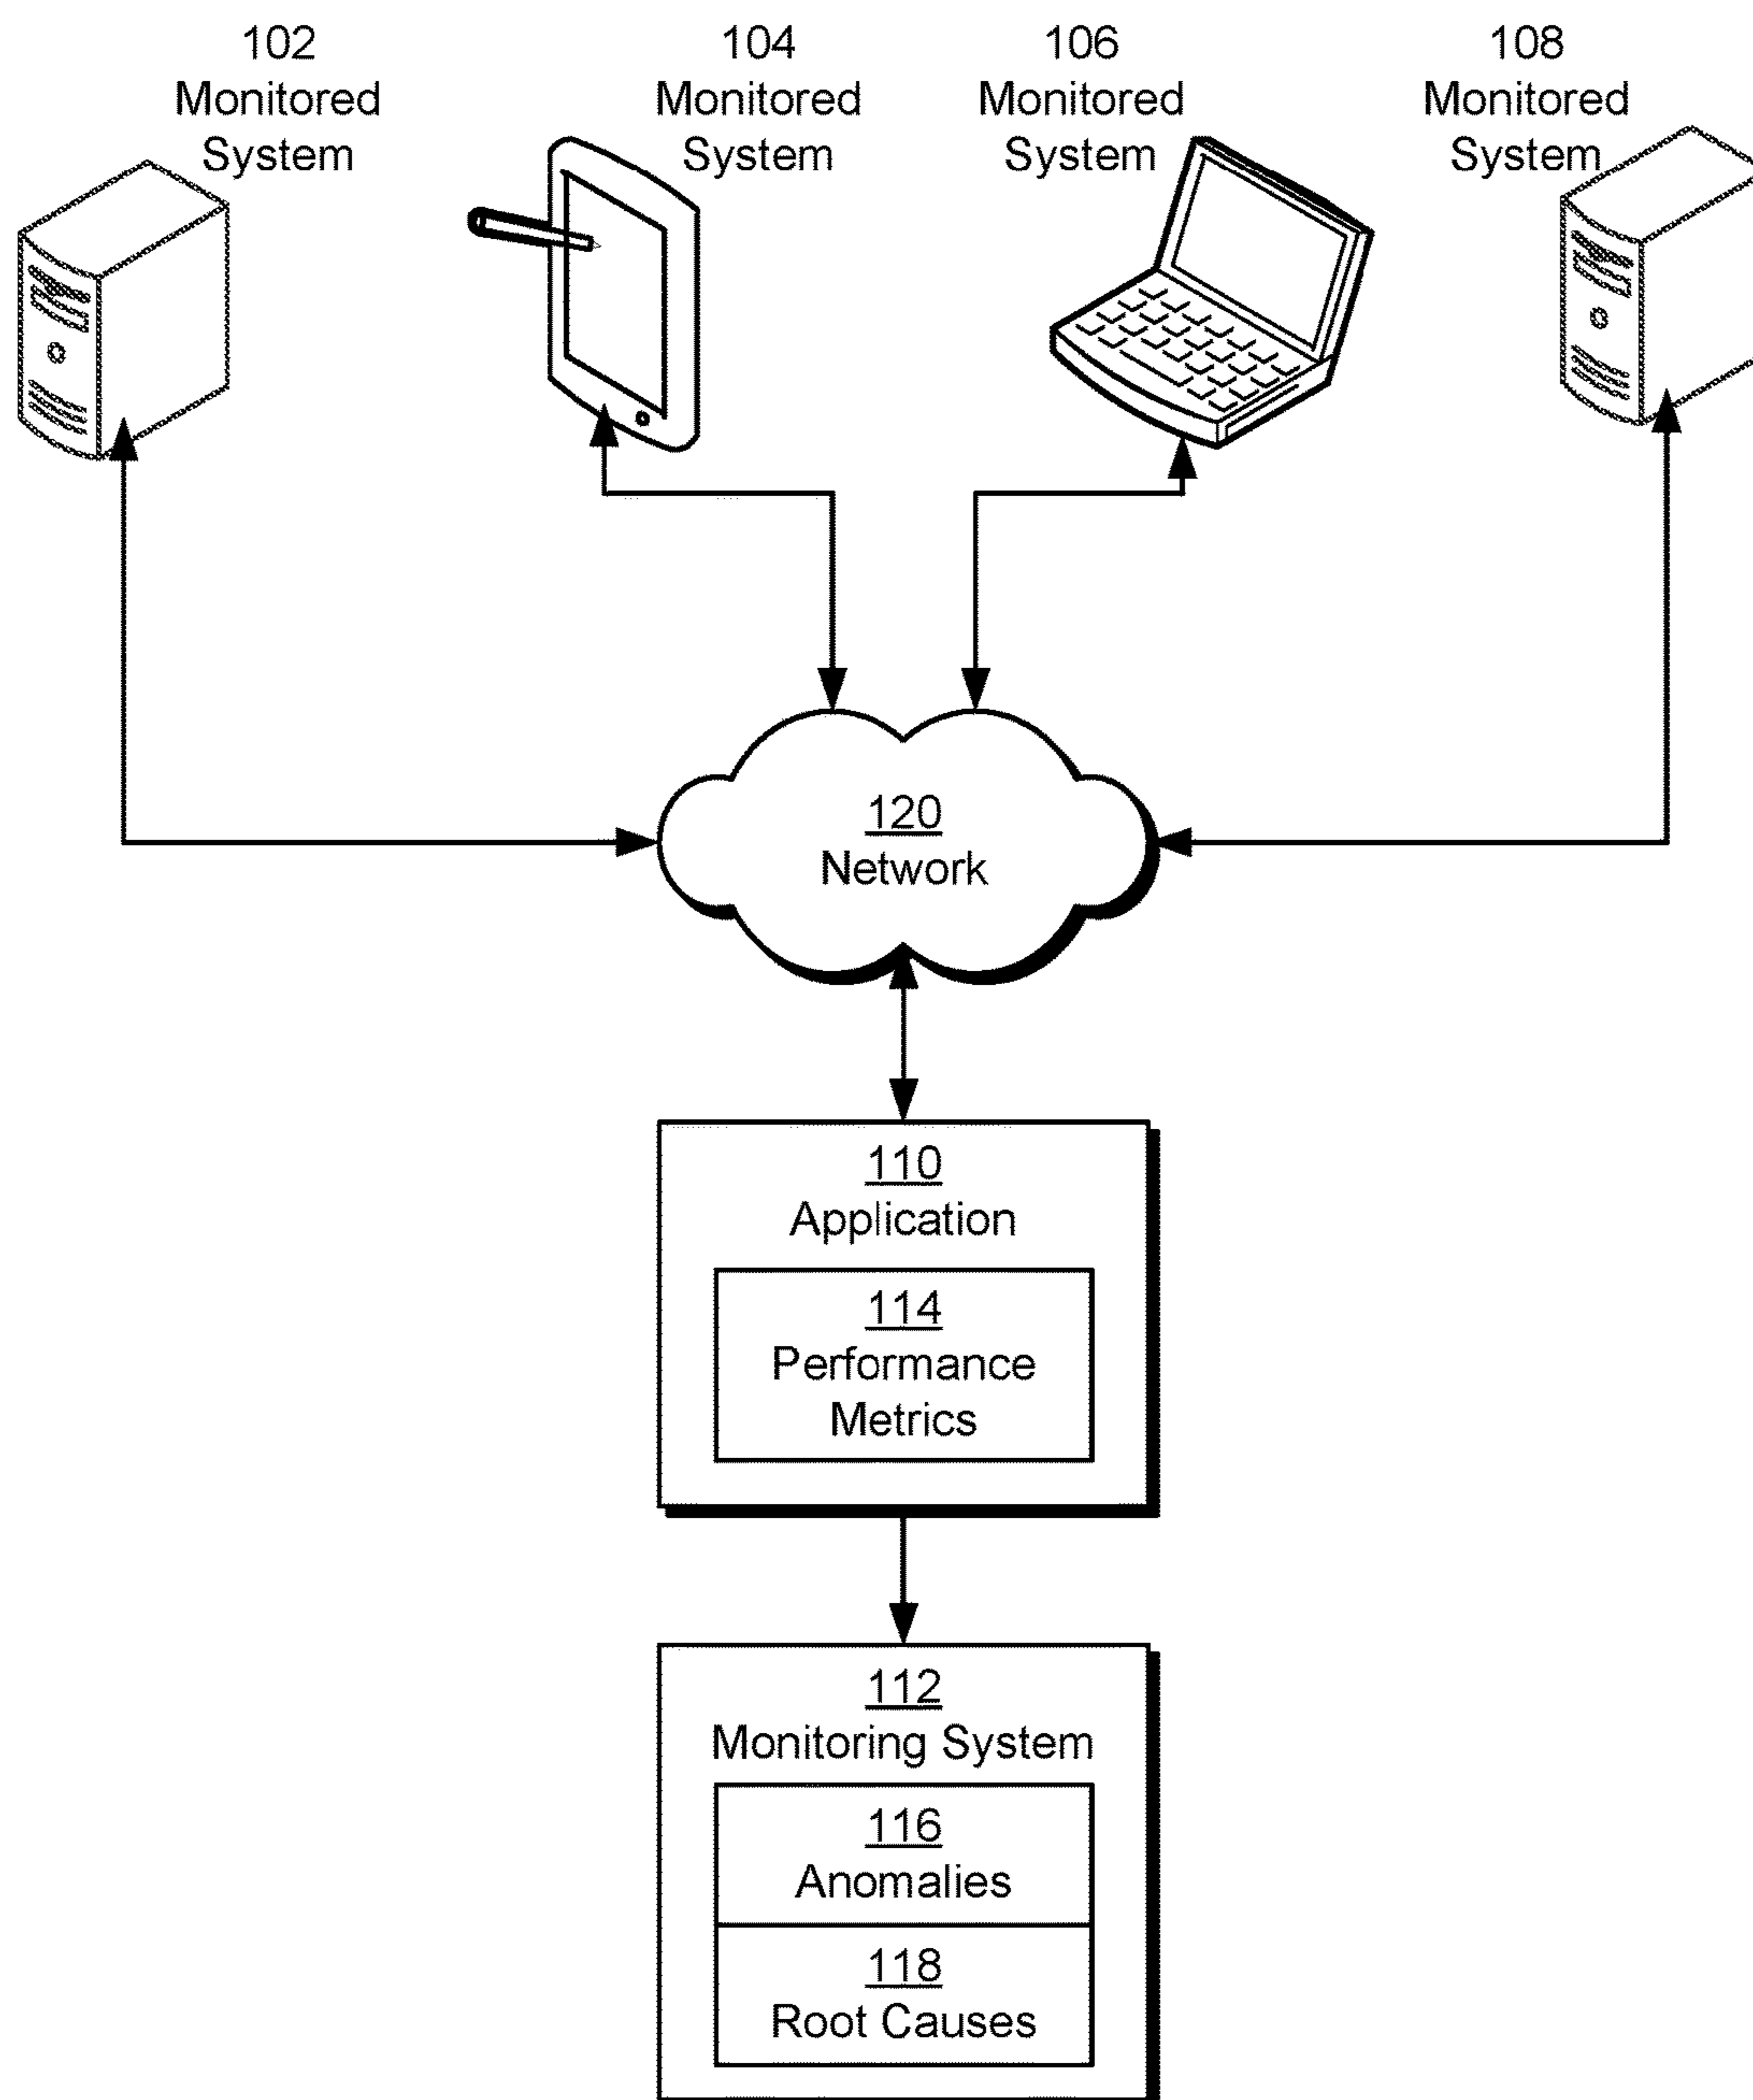 102
Monitored
System
104
Monitored
System
106
Monitored
System
108
Monitored
System
120
Network
110
Application
114
Performance
Metrics
112
Monitoring System
116
Anomalies
118
Root Causes